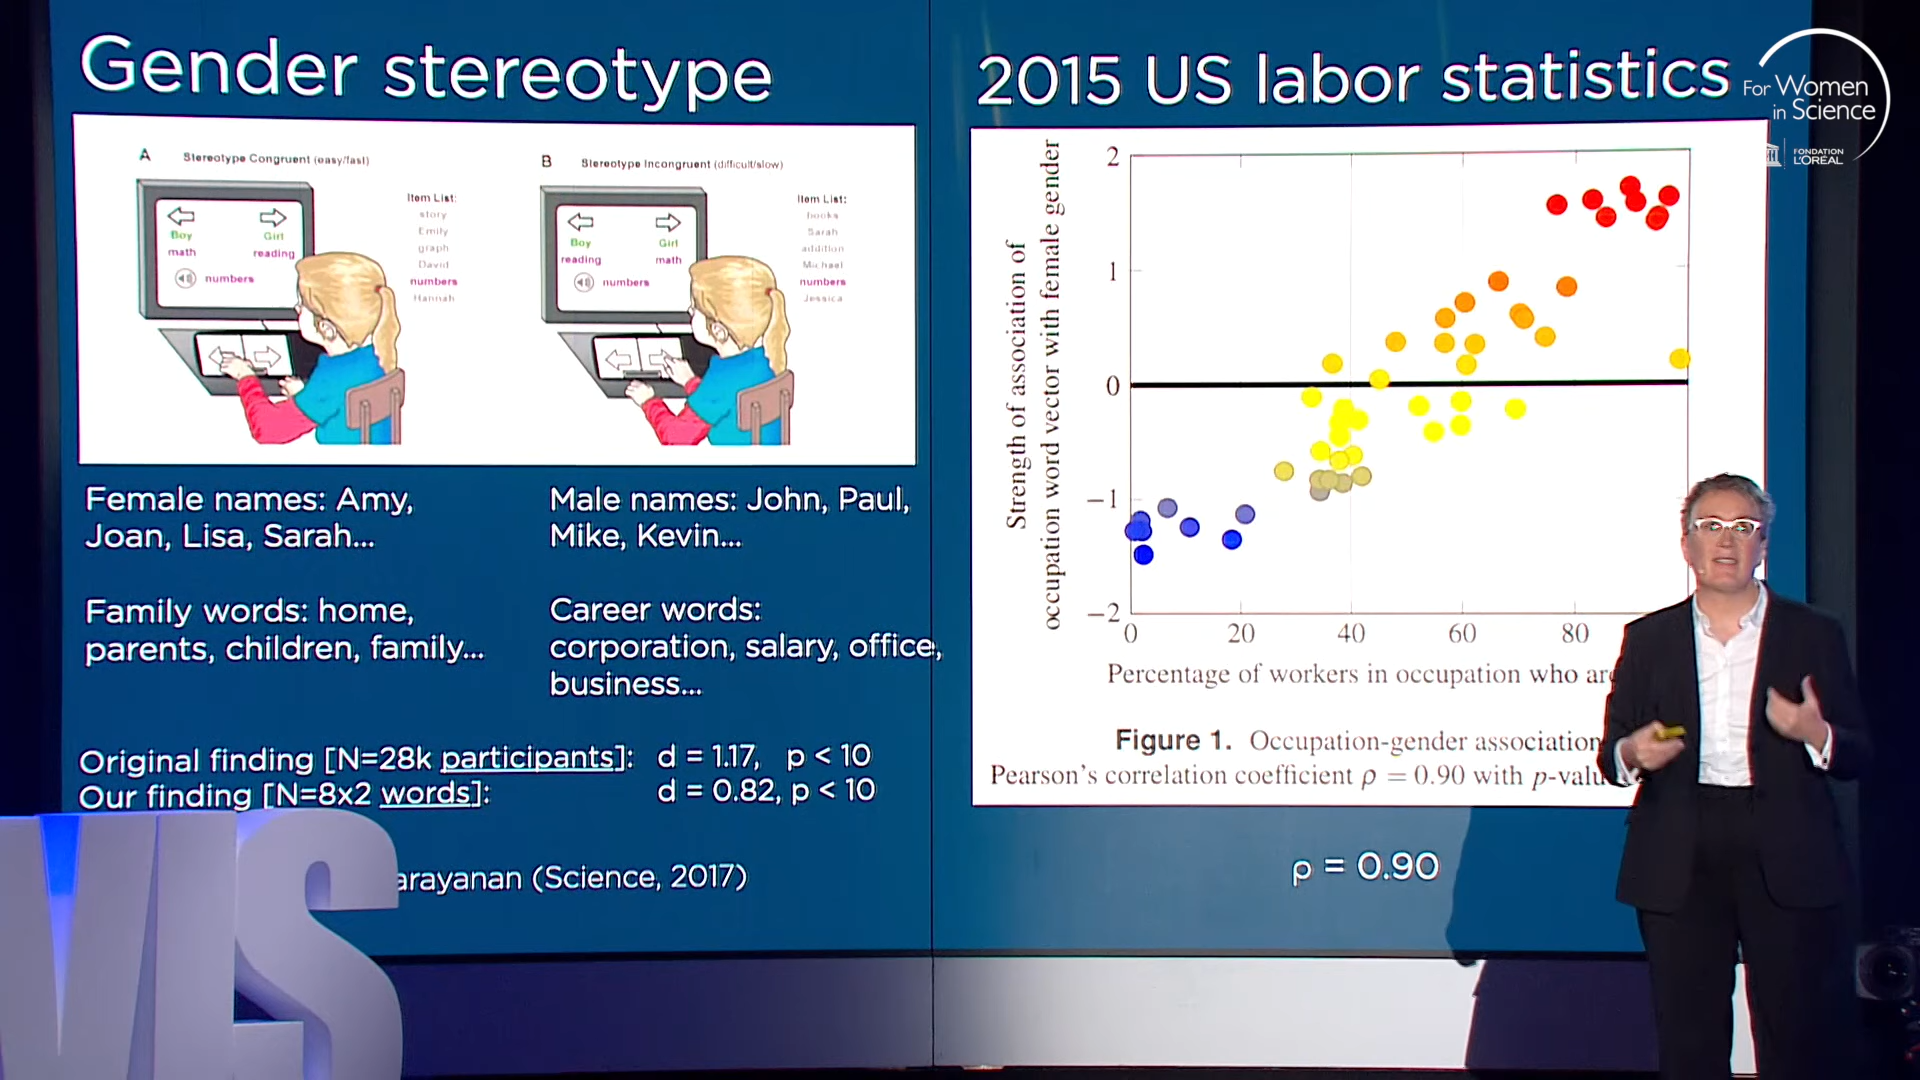 Gender stereotype
A Stereotype Congruent (easy/fast)
Boy
Girl
math
reading
numbers
Item List:
story
Emily
graph
David
numbers
Hannah
B Stereotype Incongruent (difficult/slow)
Boy
Girl
reading
math
numbers
Item List:
books
Sarah
addition
Michael
numbers
Jessica
Female names: Amy,
Joan, Lisa, Sarah...
Male names: John, Paul,
Mike, Kevin...
Family words: home,
parents, children, family...
Career words:
corporation, salary, office,
business...
Original finding [N=28k participants]: d = 1.17, p < 10
Our finding [N=8x2 words]: d = 0.82, p < 10
arayanan (Science, 2017)
VIS
2015 US labor statistics
For Women
in Science
FONDATION
L'ORÉAL
Strength of association of
occupation word vector with female gender
2
1
0
−1
−2
0 20 40 60 80
Percentage of workers in occupation who are
Figure 1. Occupation-gender association
Pearson's correlation coefficient ρ = 0.90 with p-valu
ρ = 0.90